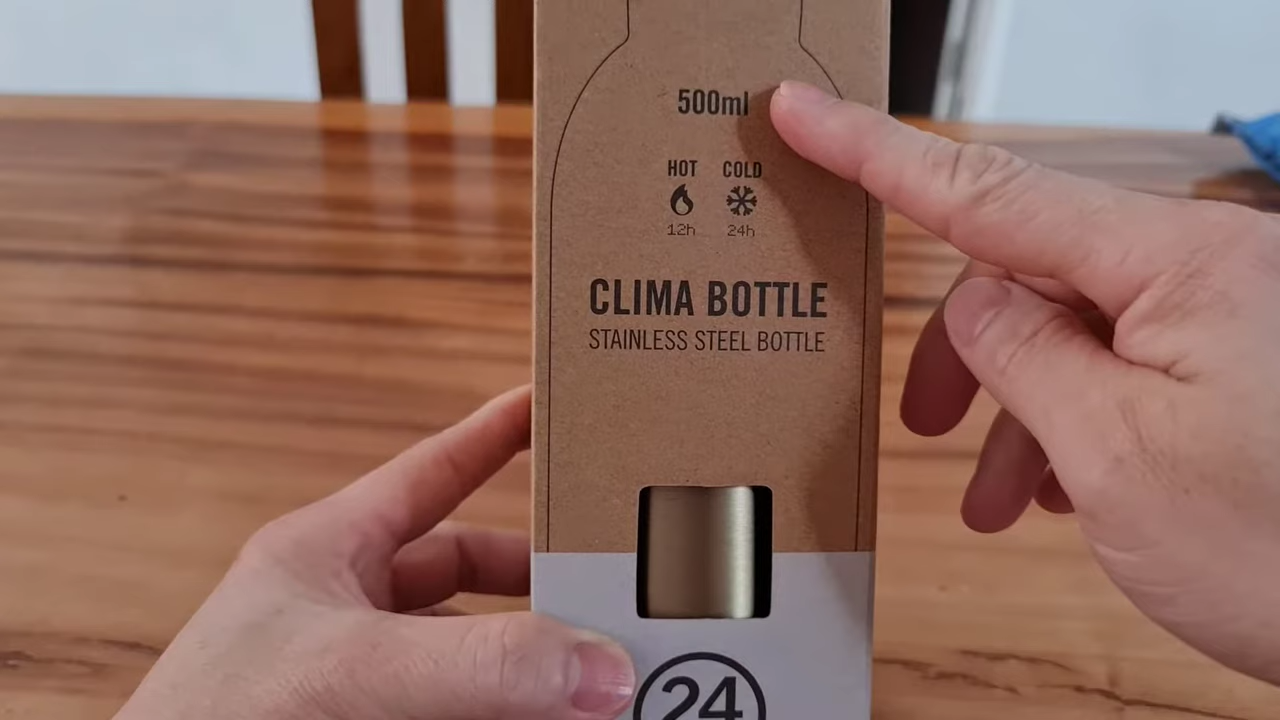 500ml
HOT COLD
12h 24h
CLIMA BOTTLE
STAINLESS STEEL BOTTLE
24